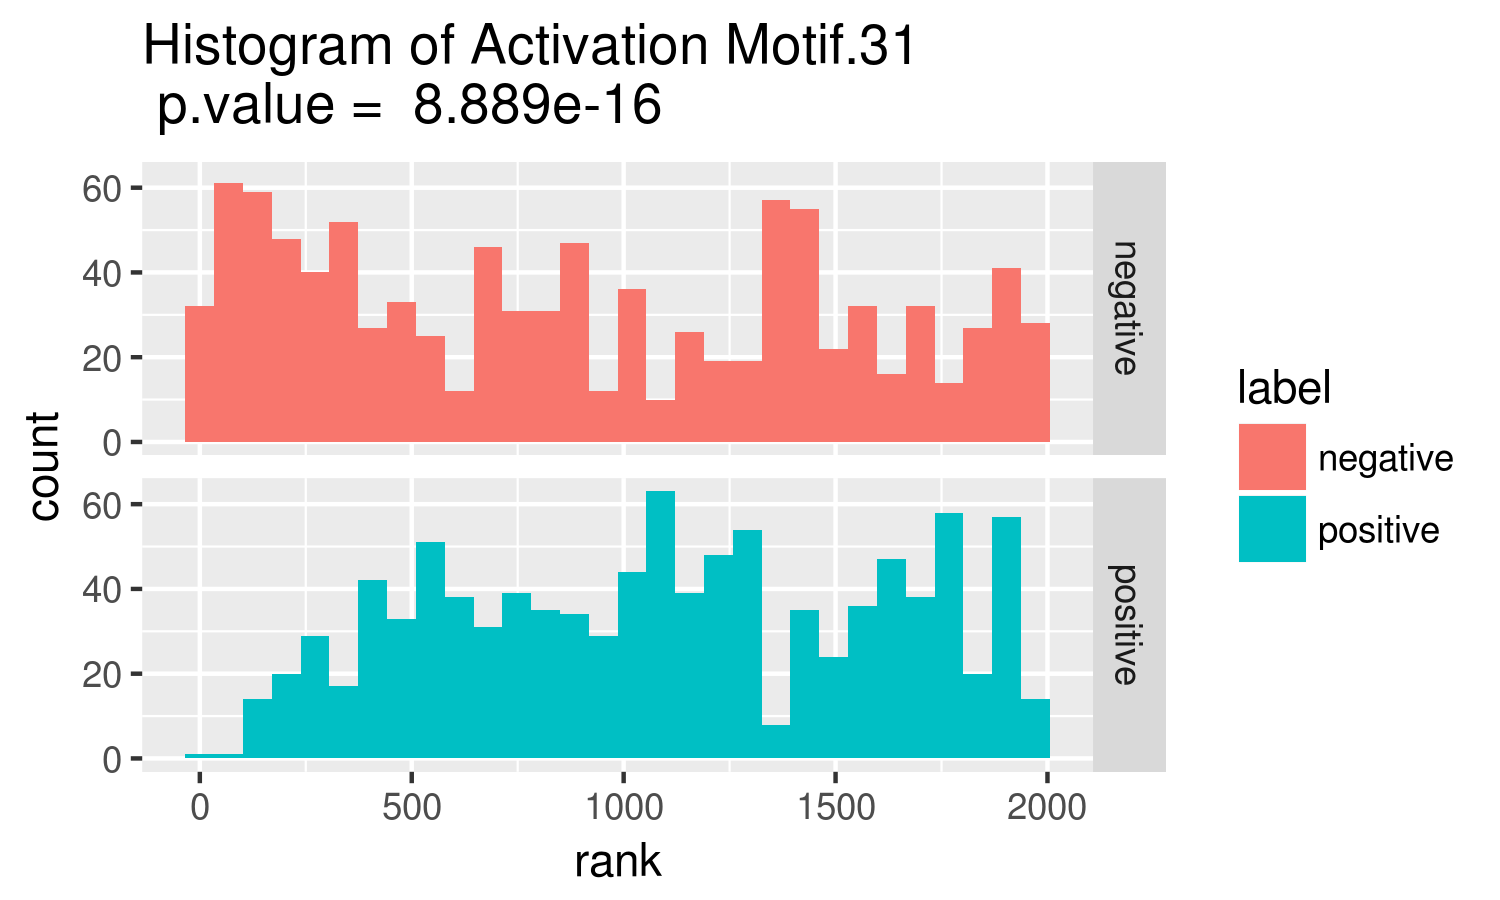 Histogram of Activation Motif.31
p.value =  8.889e-16
60
40
20
0
negative
count
60
40
20
0
positive
0 500 1000 1500 2000
rank
label
negative
positive